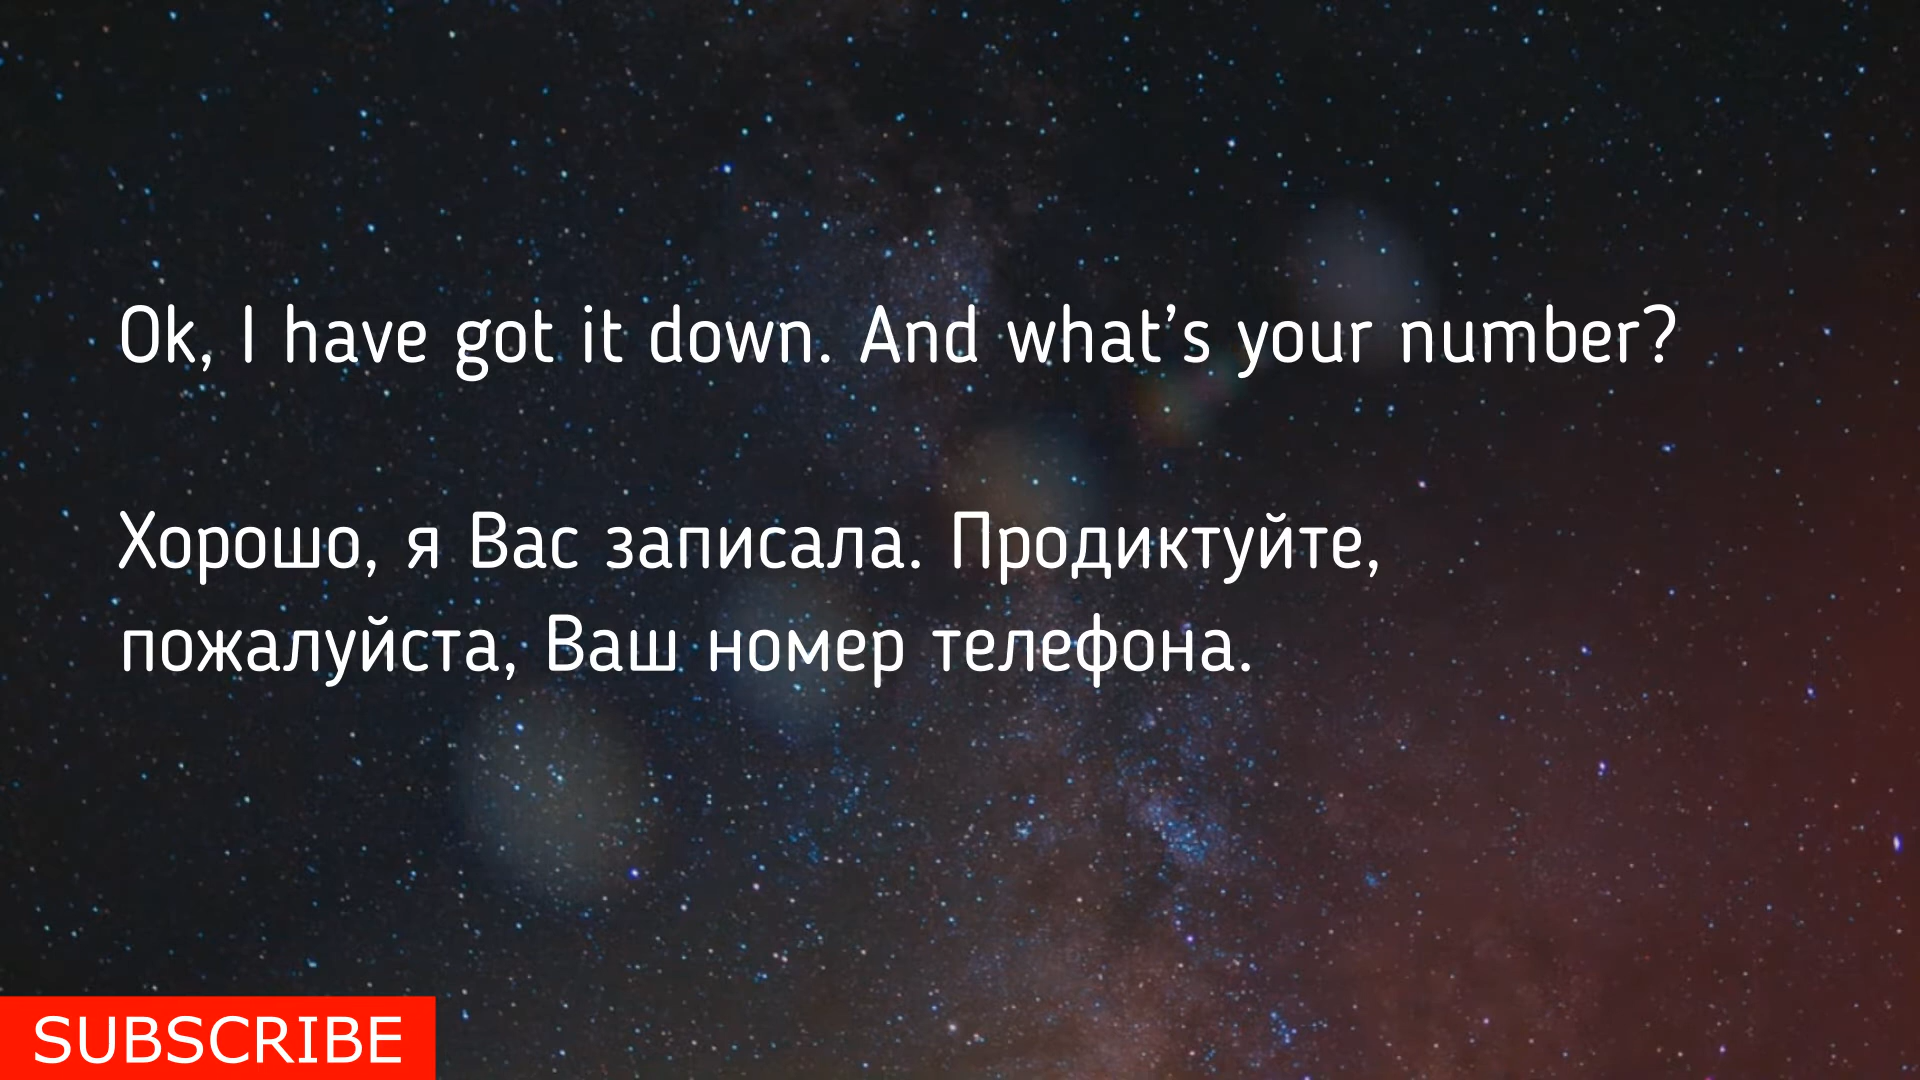 Ok, I have got it down. And what’s your number?
Хорошо, я Вас записала. Продиктуйте,
пожалуйста, Ваш номер телефона.
SUBSCRIBE